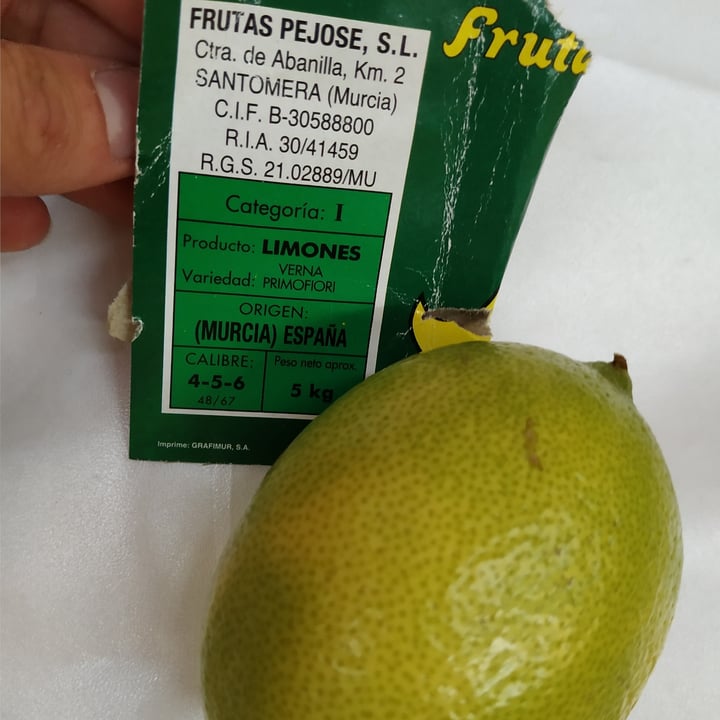 FRUTAS PEJOSE, S.L.
Ctra. de Abanilla, Km. 2
SANTOMERA (Murcia)
C.I.F. B-30588800
R.I.A. 30/41459
R.G.S. 21.02889/MU
Fruta
Categoría: I
Producto: LIMONES
Variedad: VERNA PRIMOFIORI
ORIGEN:
(MURCIA) ESPAÑA
CALIBRE:
4-5-6
48/67
Peso neto aprox.
5 kg
Imprime: GRAFIMUR, S.A.